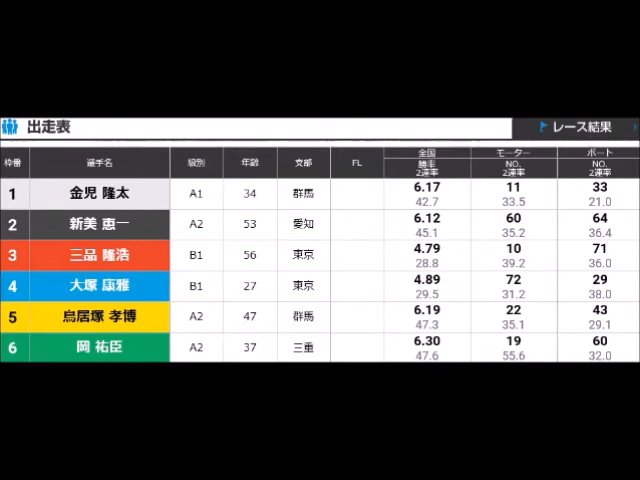 出走表
レース結果
枠番 選手名 級別 年齢 支部 FL 全国 勝率 2連率 モーター NO. 2連率 ボート NO. 2連率
1 金児 隆太 A1 34 群馬 6.17 42.7 11 33.5 33 21.0
2 新美 恵一 A2 53 愛知 6.12 45.1 60 35.2 64 36.4
3 三品 隆浩 B1 56 東京 4.79 28.8 10 39.2 71 36.0
4 大塚 康雅 B1 27 東京 4.89 29.5 72 31.2 29 38.0
5 鳥居塚 孝博 A2 47 群馬 6.19 47.3 22 35.1 43 29.1
6 岡 祐臣 A2 37 三重 6.30 47.6 19 55.6 60 32.0